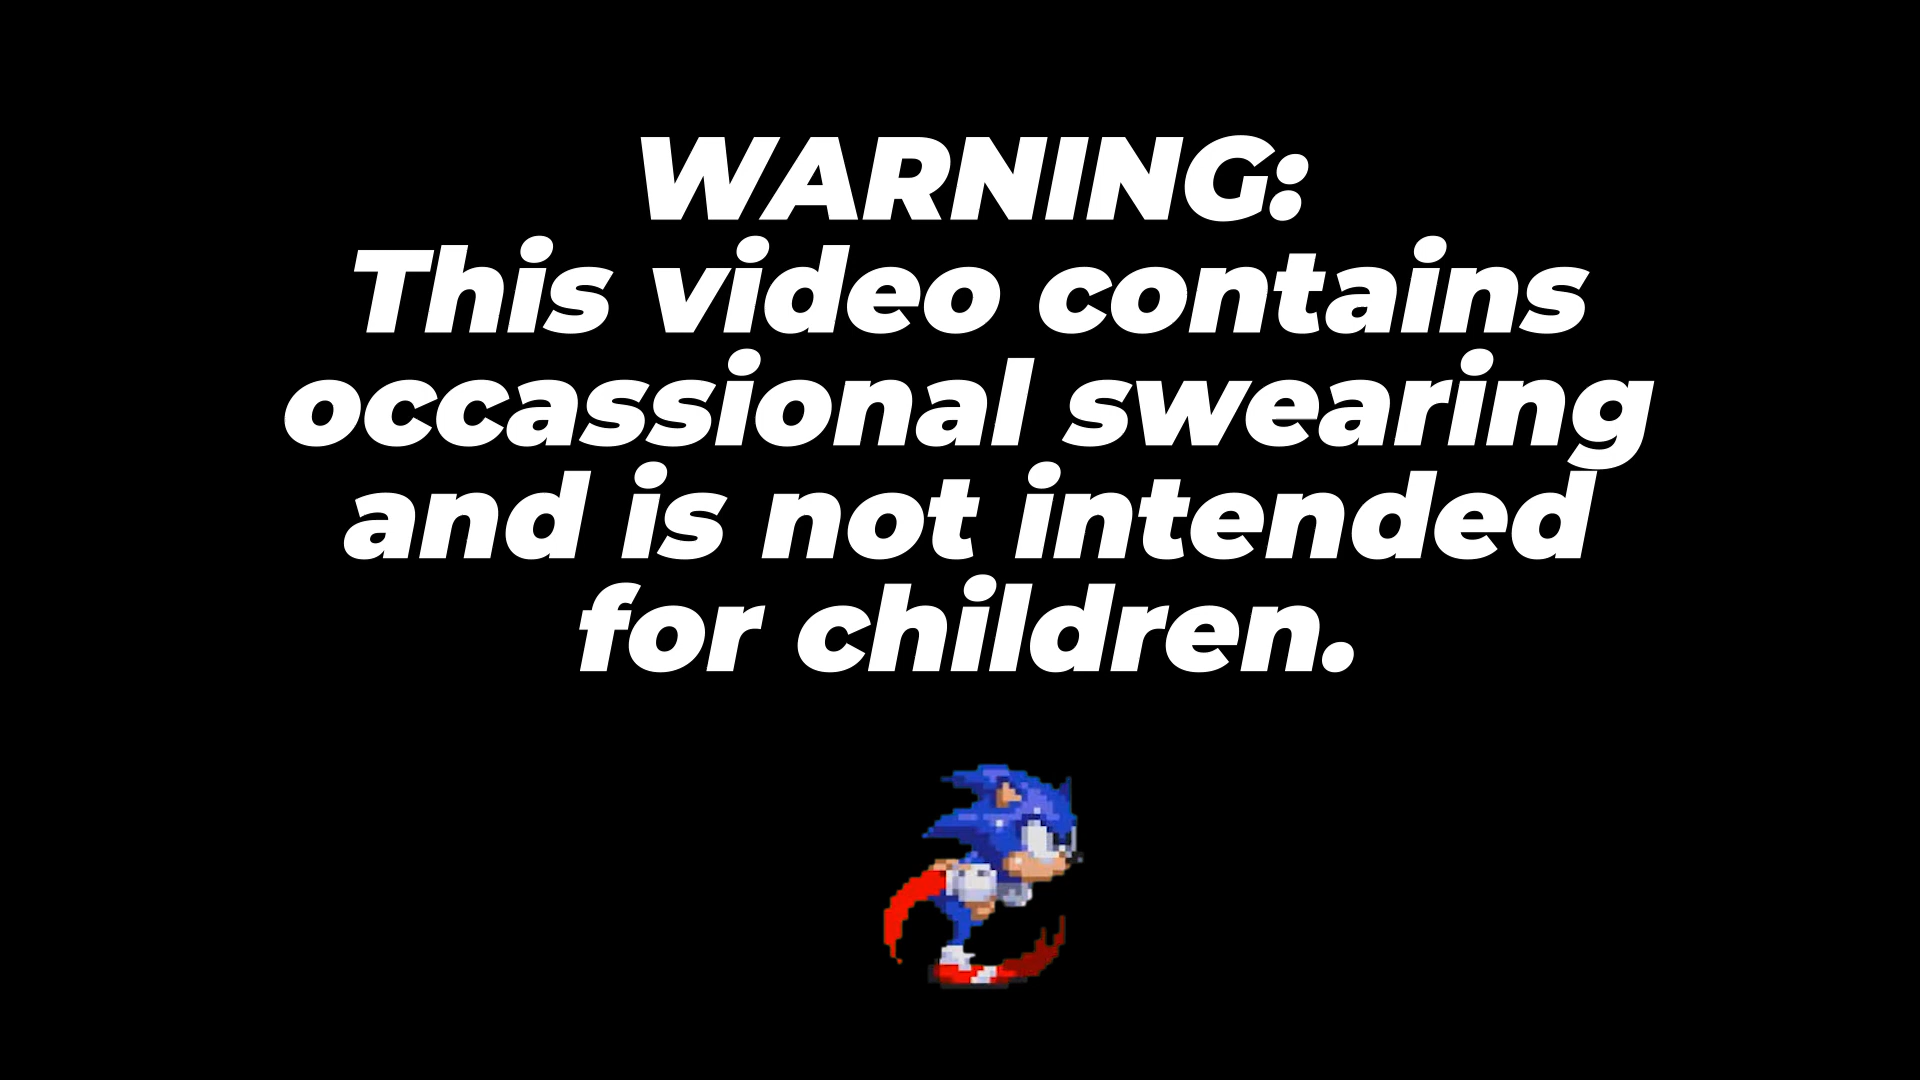 WARNING:
This video contains
occassional swearing
and is not intended
for children.